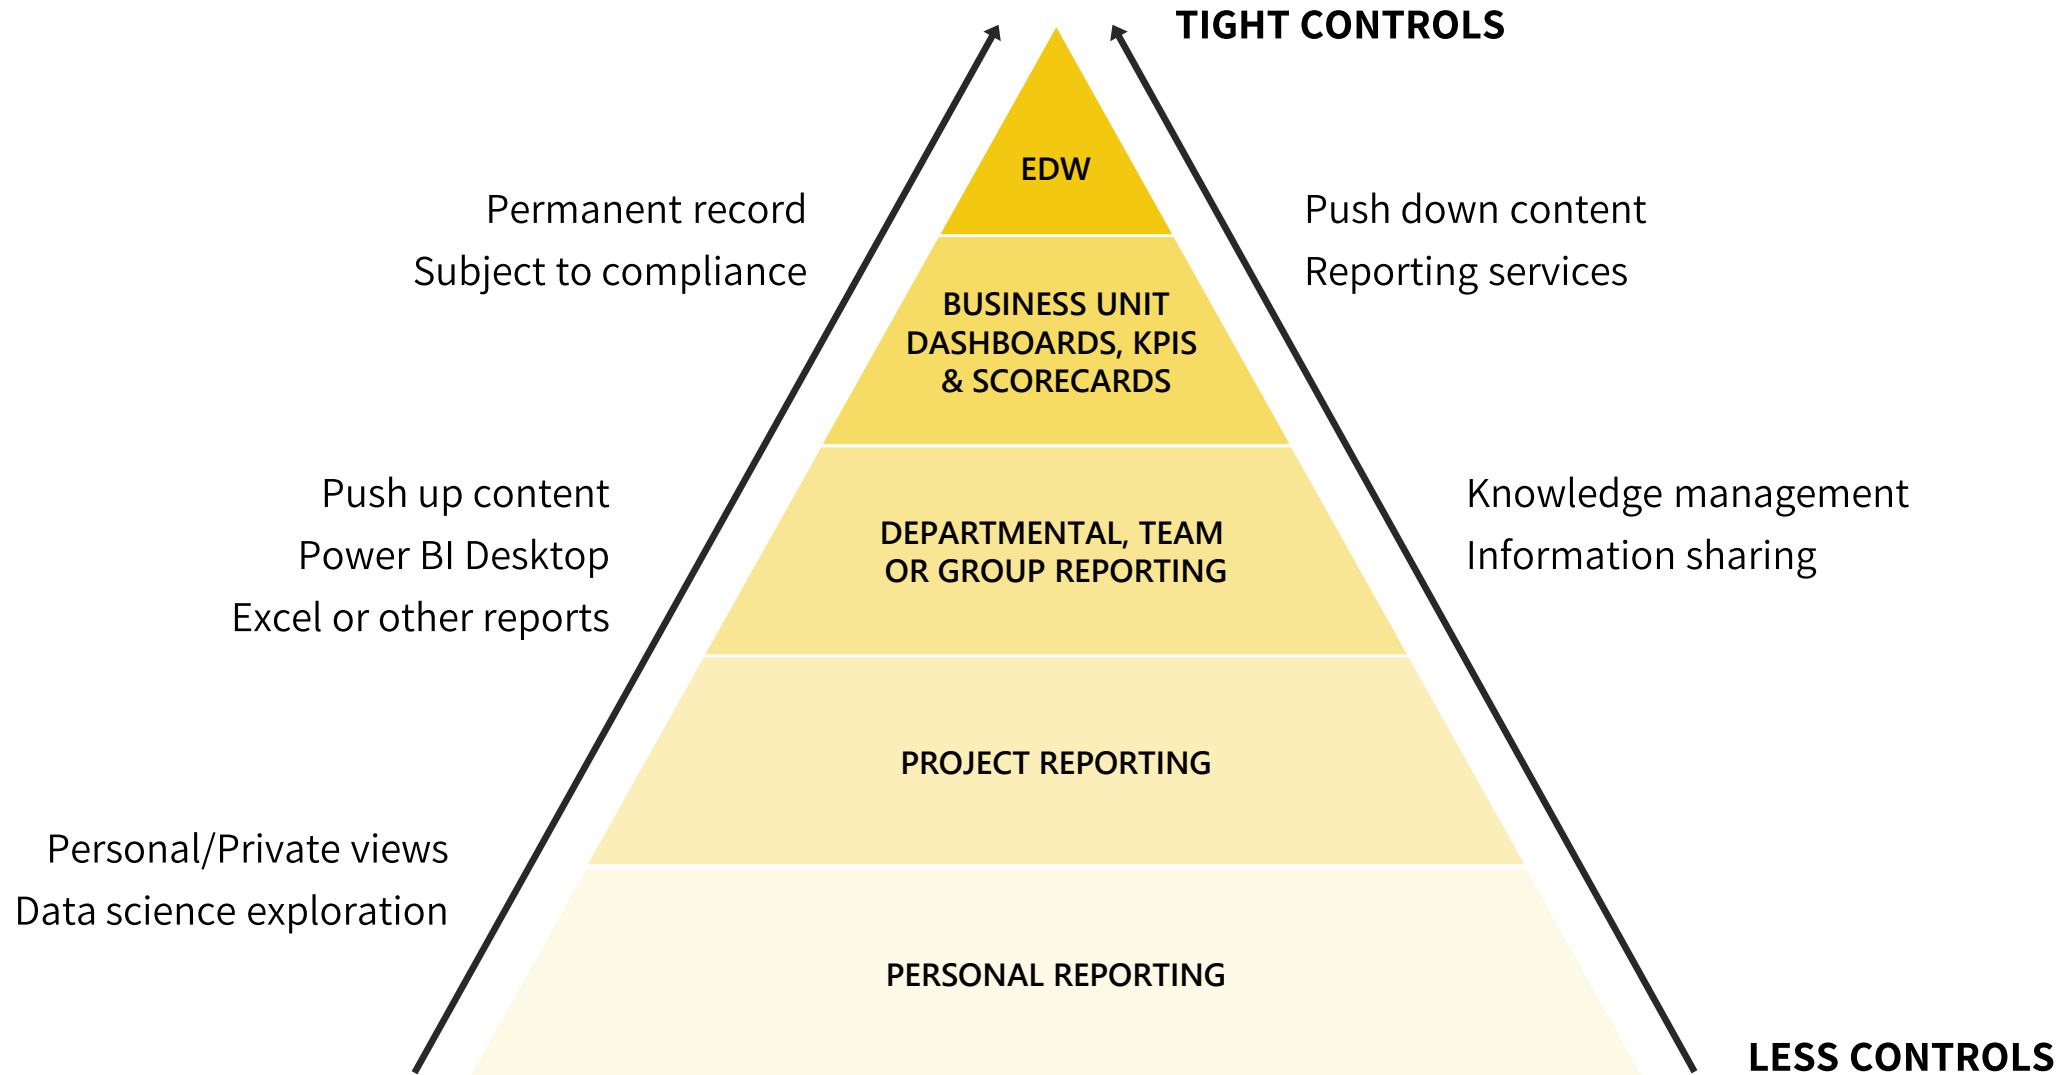 TIGHT CONTROLS
EDW
Permanent record
Subject to compliance
Push down content
Reporting services
BUSINESS UNIT
DASHBOARDS, KPIS
& SCORECARDS
Push up content
Power BI Desktop
Excel or other reports
DEPARTMENTAL, TEAM
OR GROUP REPORTING
Knowledge management
Information sharing
PROJECT REPORTING
Personal/Private views
Data science exploration
PERSONAL REPORTING
LESS CONTROLS